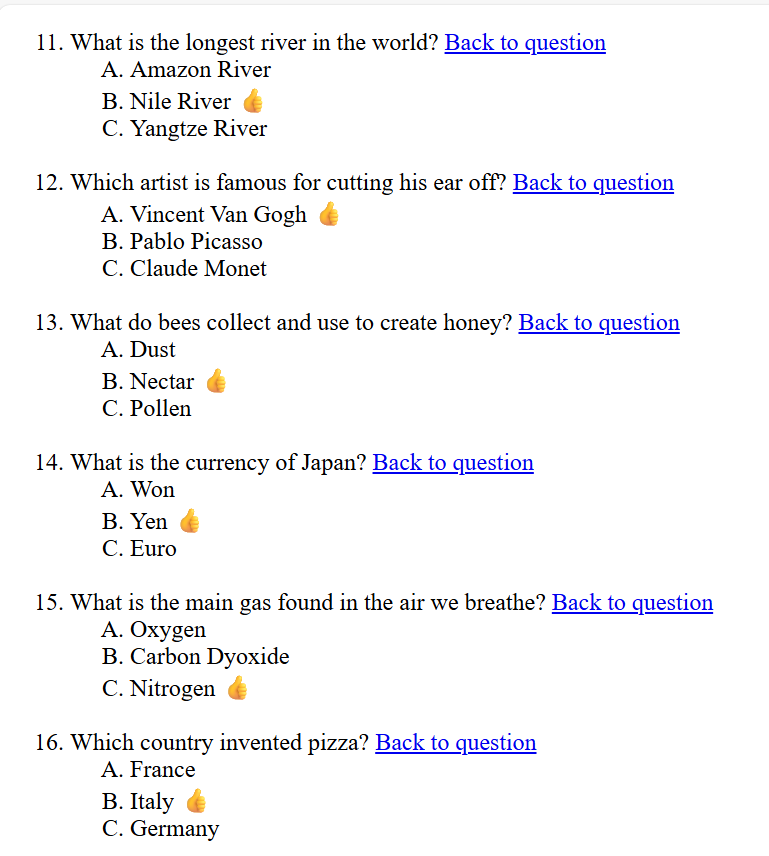 11. What is the longest river in the world? Back to question
A. Amazon River
B. Nile River 👍
C. Yangtze River
12. Which artist is famous for cutting his ear off? Back to question
A. Vincent Van Gogh 👍
B. Pablo Picasso
C. Claude Monet
13. What do bees collect and use to create honey? Back to question
A. Dust
B. Nectar 👍
C. Pollen
14. What is the currency of Japan? Back to question
A. Won
B. Yen 👍
C. Euro
15. What is the main gas found in the air we breathe? Back to question
A. Oxygen
B. Carbon Dyoxide
C. Nitrogen 👍
16. Which country invented pizza? Back to question
A. France
B. Italy 👍
C. Germany